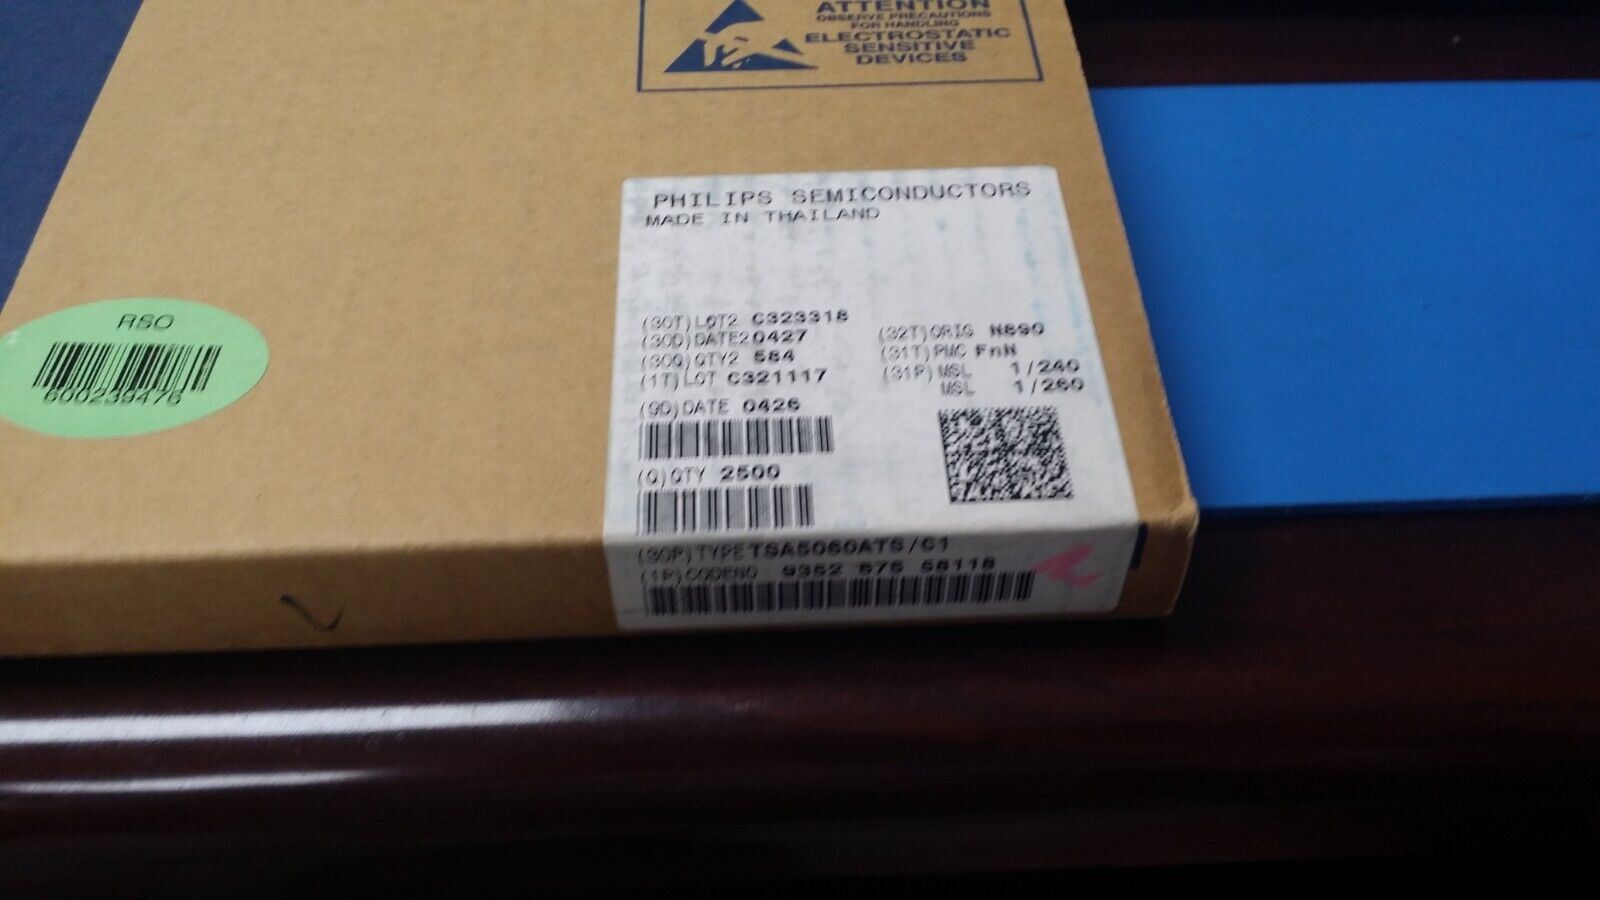 ATTENTION
OBSERVE PRECAUTIONS
FOR HANDLING
ELECTROSTATIC
SENSITIVE
DEVICES
PHILIPS SEMICONDUCTORS
MADE IN THAILAND
(30T) LOT2 C323318
(30D) DATE2 0427
(30Q) QTY2 584
(1T) LOT C321117
(9D) DATE 0426
(32T) ORIG N690
(31T) PMC FnN
(31P) MSL 1/240
MSL 1/260
(Q) QTY 2500
(30P) TYPE TSA5060ATS/C1
(1P) CODENO 9352 675 56118
RSO
600239476